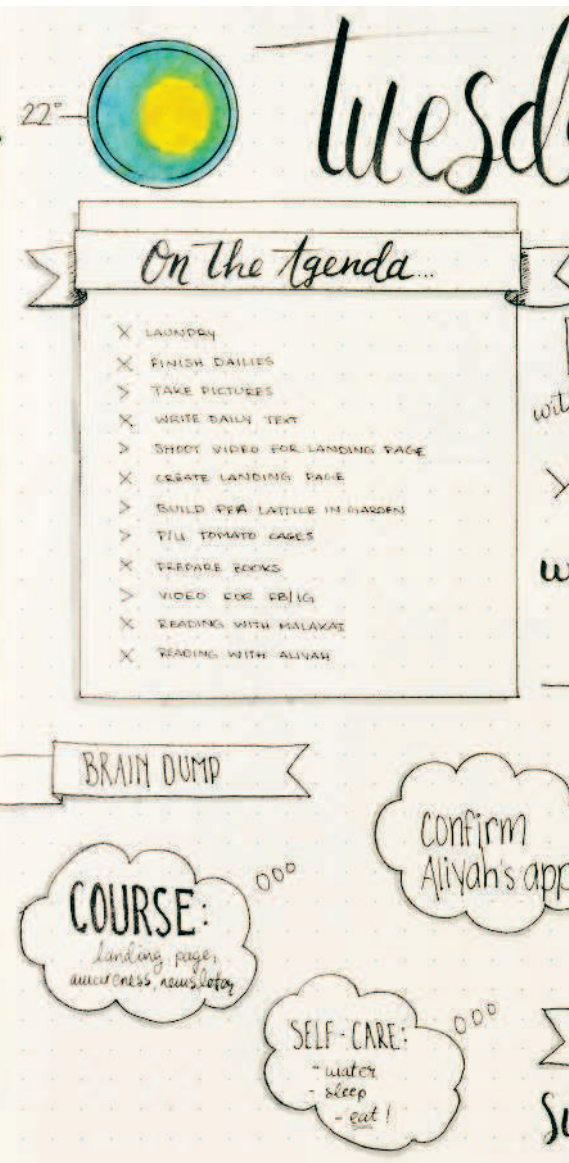 22°
Tuesd
On the Agenda...
X LAUNDRY
X FINISH DAILIES
> TAKE PICTURES
X WRITE DAILY TEXT
> SHOOT VIDEO FOR LANDING PAGE
X CREATE LANDING PAGE
> BUILD PEA LATTICE IN GARDEN
> P/U TOMATO CAGES
X PREPARE BOOKS
> VIDEO FOR FB/IG
X READING WITH MALAKAI
X READING WITH ALIYAH
wit
w
BRAIN DUMP
confirm
Aliyah's app
COURSE:
landing page,
awareness, newsletter
SELF-CARE:
- water
- sleep
- eat!
Su